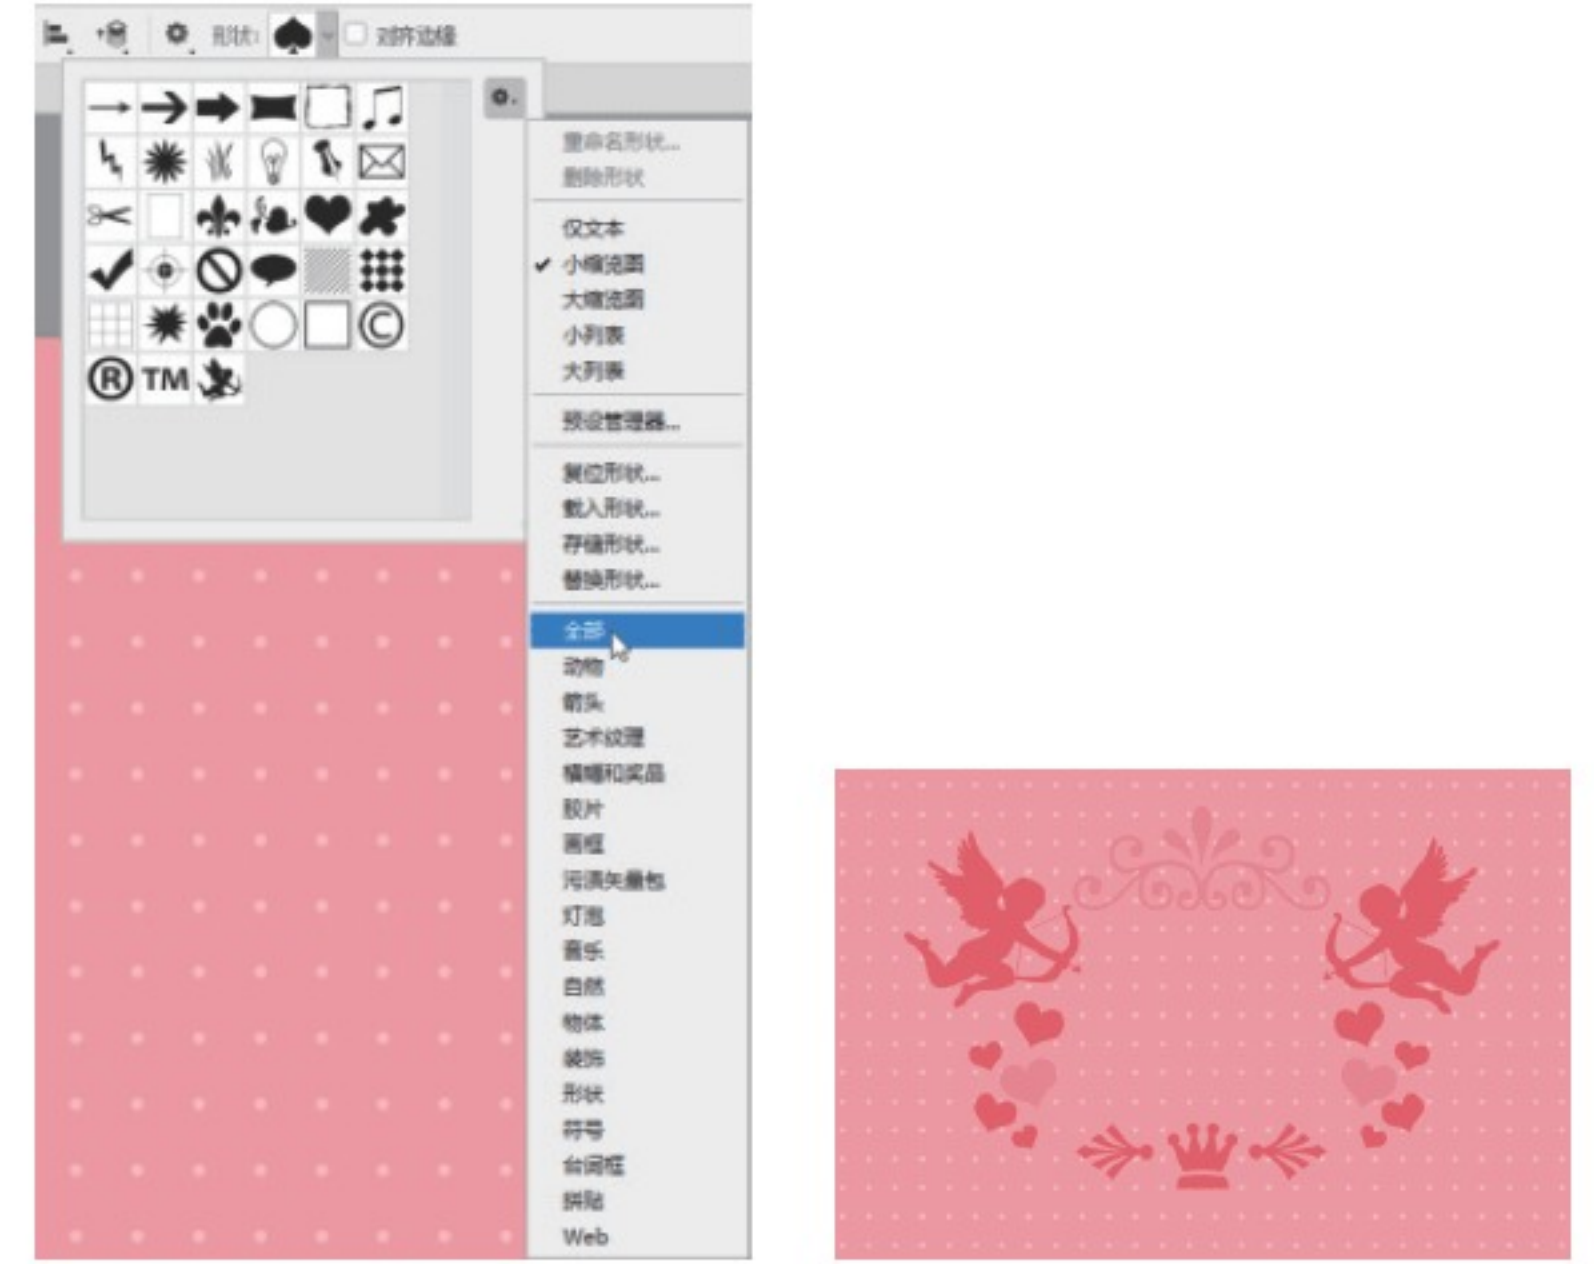 形状:
对齐边缘
重命名形状...
删除形状
仅文本
小缩览图
大缩览图
小列表
大列表
预设管理器...
复位形状...
载入形状...
存储形状...
替换形状...
全部
动物
箭头
艺术纹理
横幅和奖品
胶片
画框
污渍矢量包
灯泡
音乐
自然
物体
装饰
形状
符号
台词框
拼贴
Web
©
®
TM